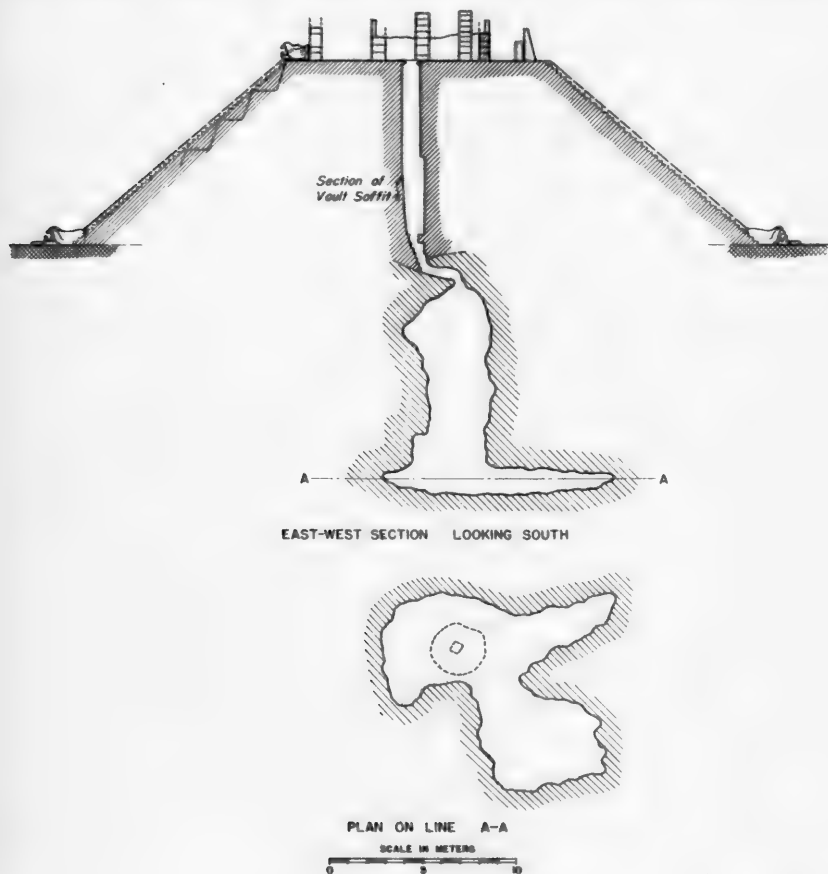 Section of
Vault Soffit
A A
EAST-WEST SECTION LOOKING SOUTH
PLAN ON LINE A-A
SCALE IN METERS
0 5 10